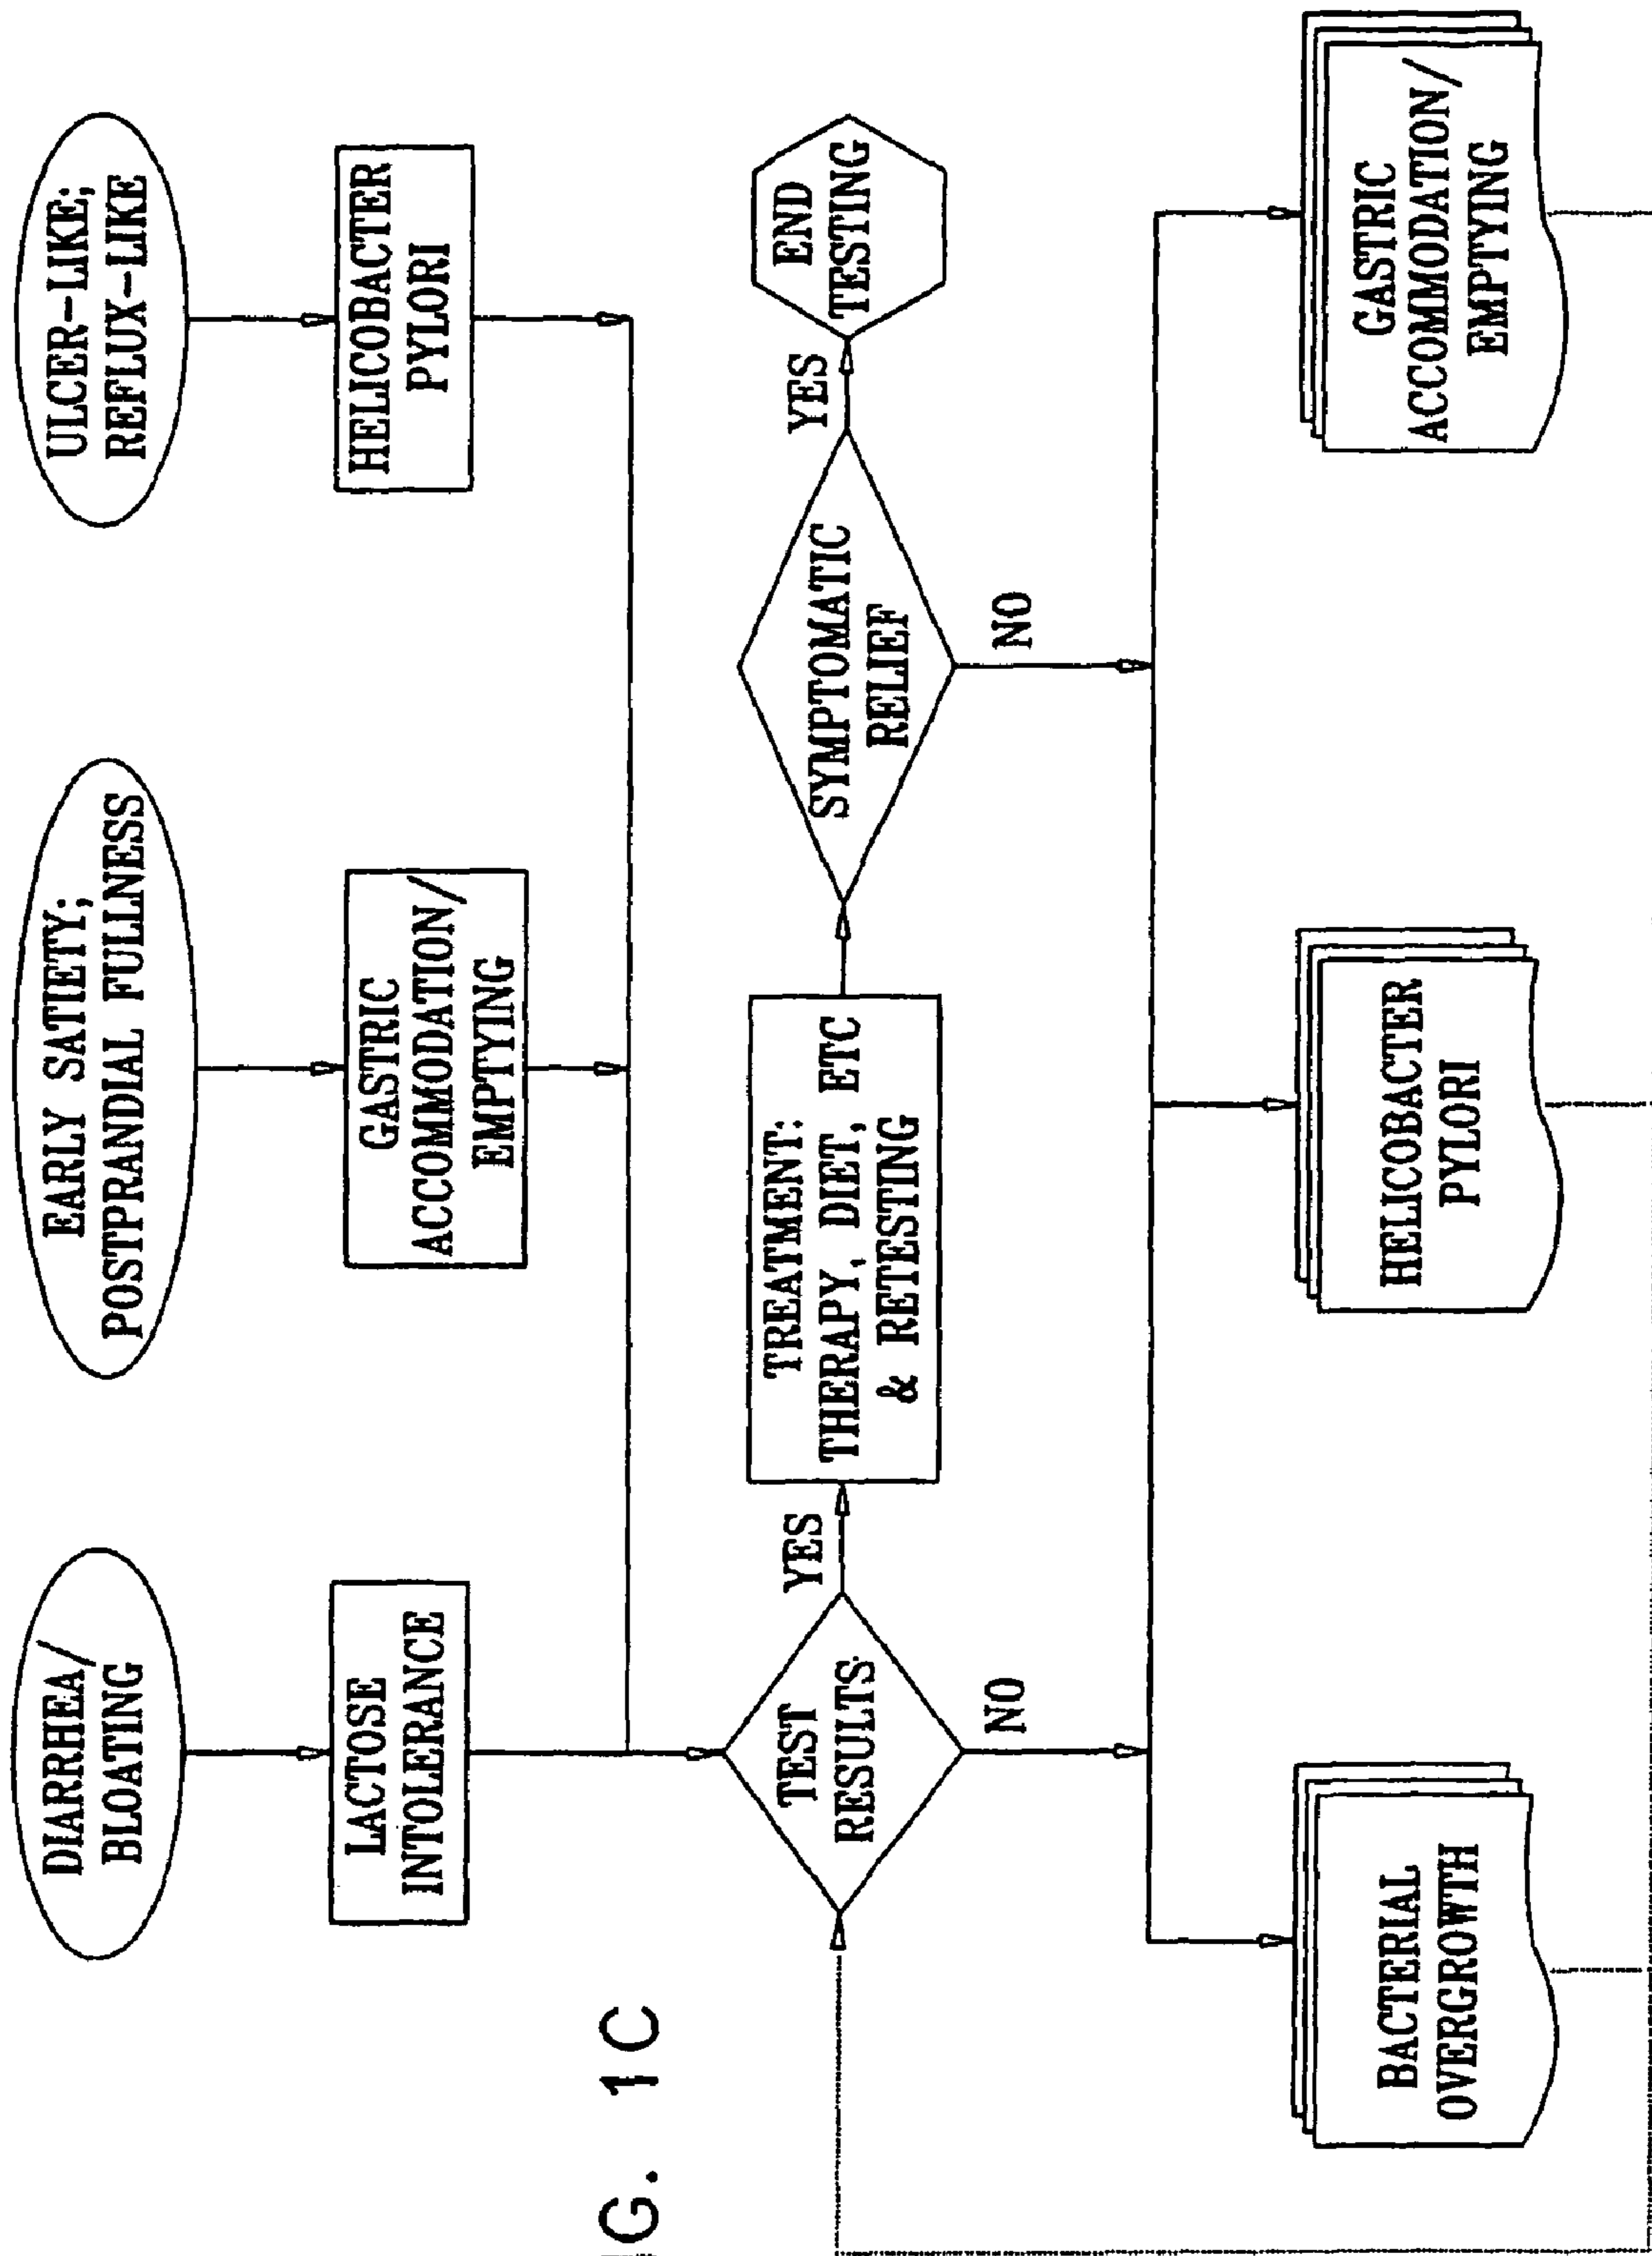 DIARRHEA/
BLOATING
EARLY SATIETY;
POSTPRANDIAL FULLNESS
ULCER-LIKE;
REFLUX-LIKE
LACTOSE
INTOLERANCE
GASTRIC
ACCOMMODATION/
EMPTYING
HELICOBACTER
PYLORI
G. 1C
TEST
RESULTS
YES
TREATMENT:
THERAPY, DIET, ETC
& RETESTING
SYMPTOMATIC
RELIEF
YES
END
TESTING
NO
NO
BACTERIAL
OVERGROWTH
HELICOBACTER
PYLORI
GASTRIC
ACCOMMODATION/
EMPTYING